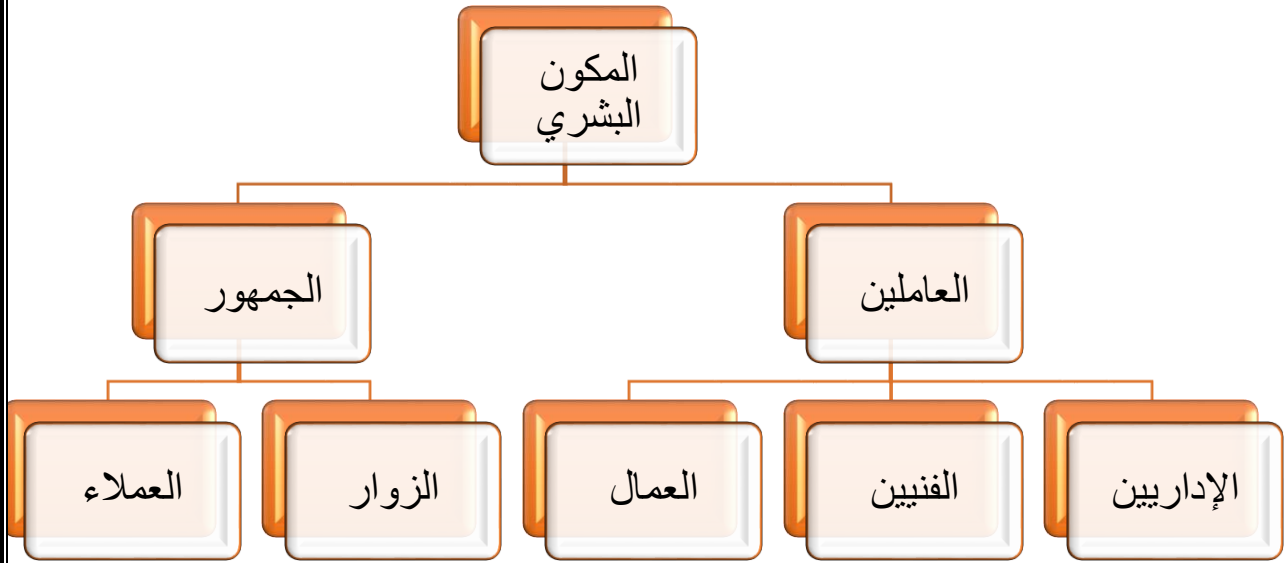 المكون
البشري
العاملين
الجمهور
الإداريين
الفنيين
العمال
الزوار
العملاء